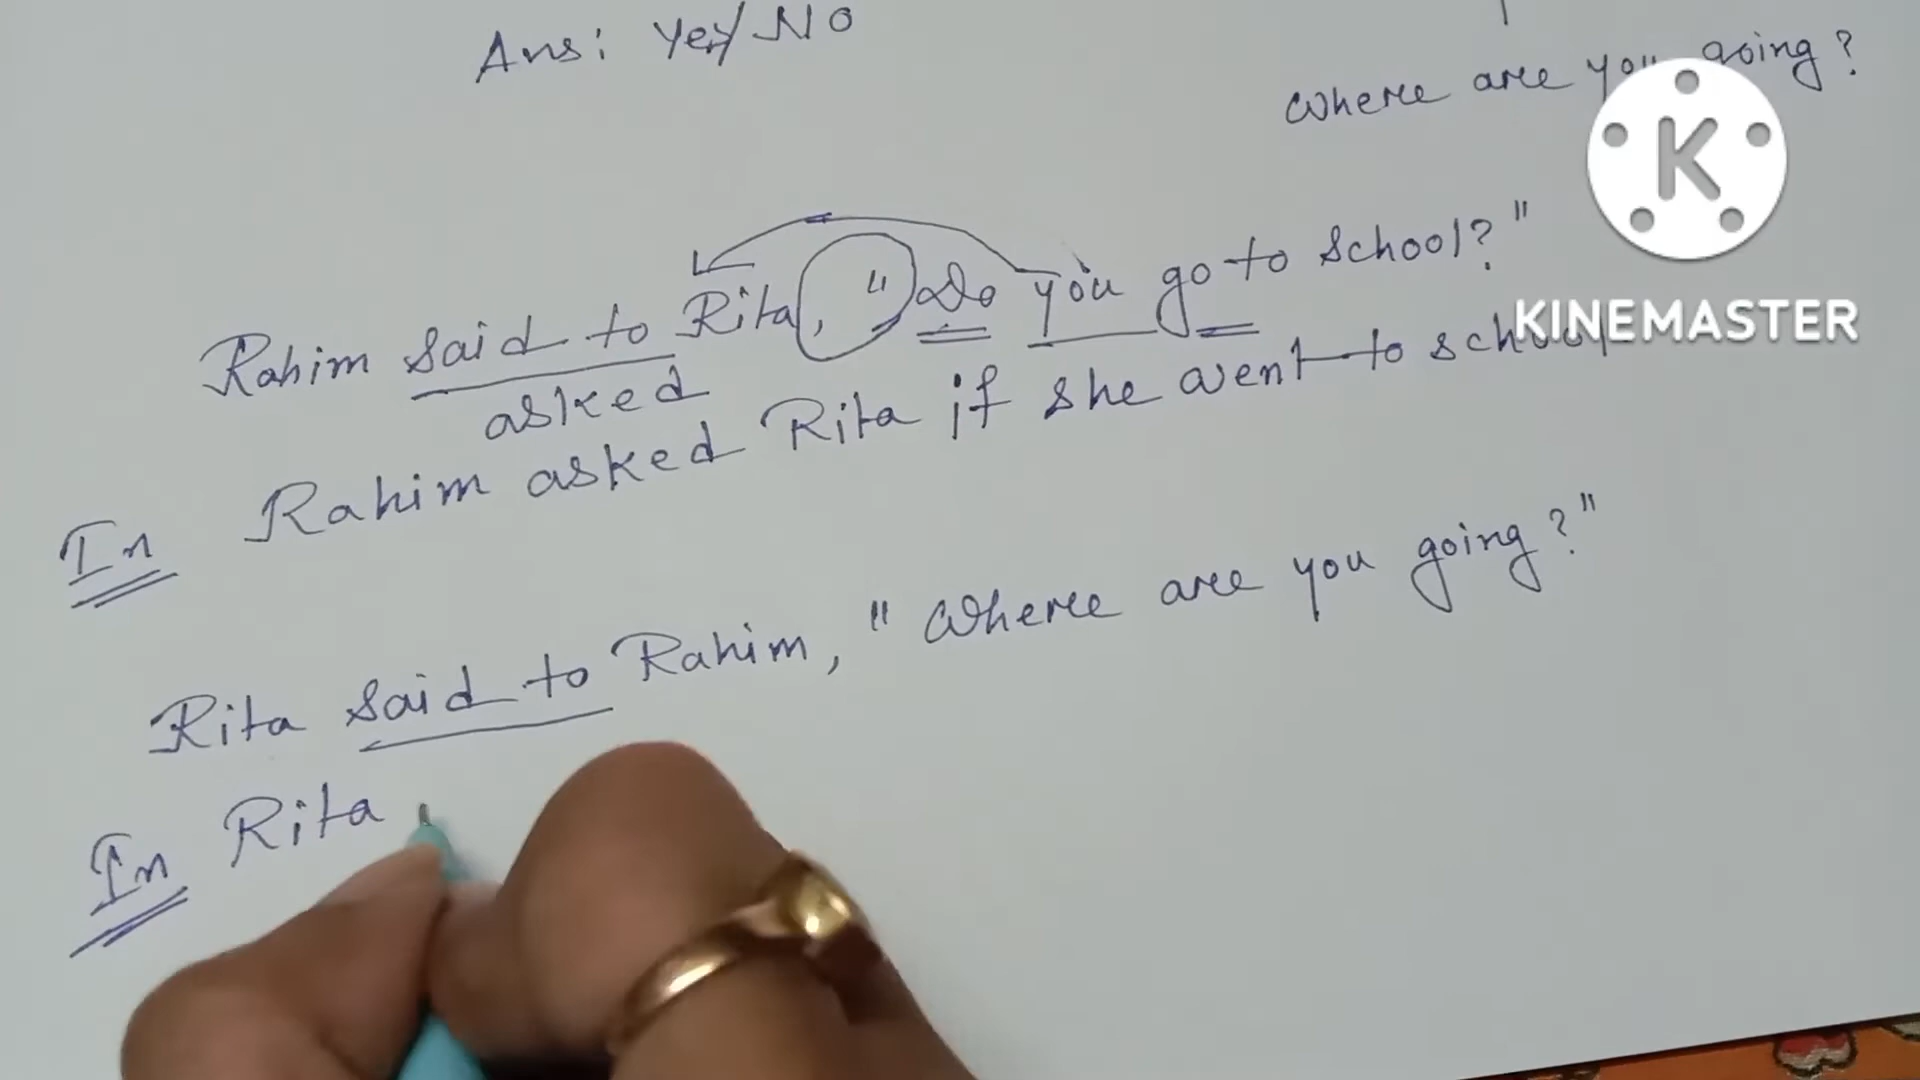 Ans: Yes/No
Where are you going?
Rahim said to Rita, "Do you go to school?"
asked
In Rahim asked Rita if she went to school
Rita said to Rahim, "Where are you going?"
In Rita
K
KINEMASTER